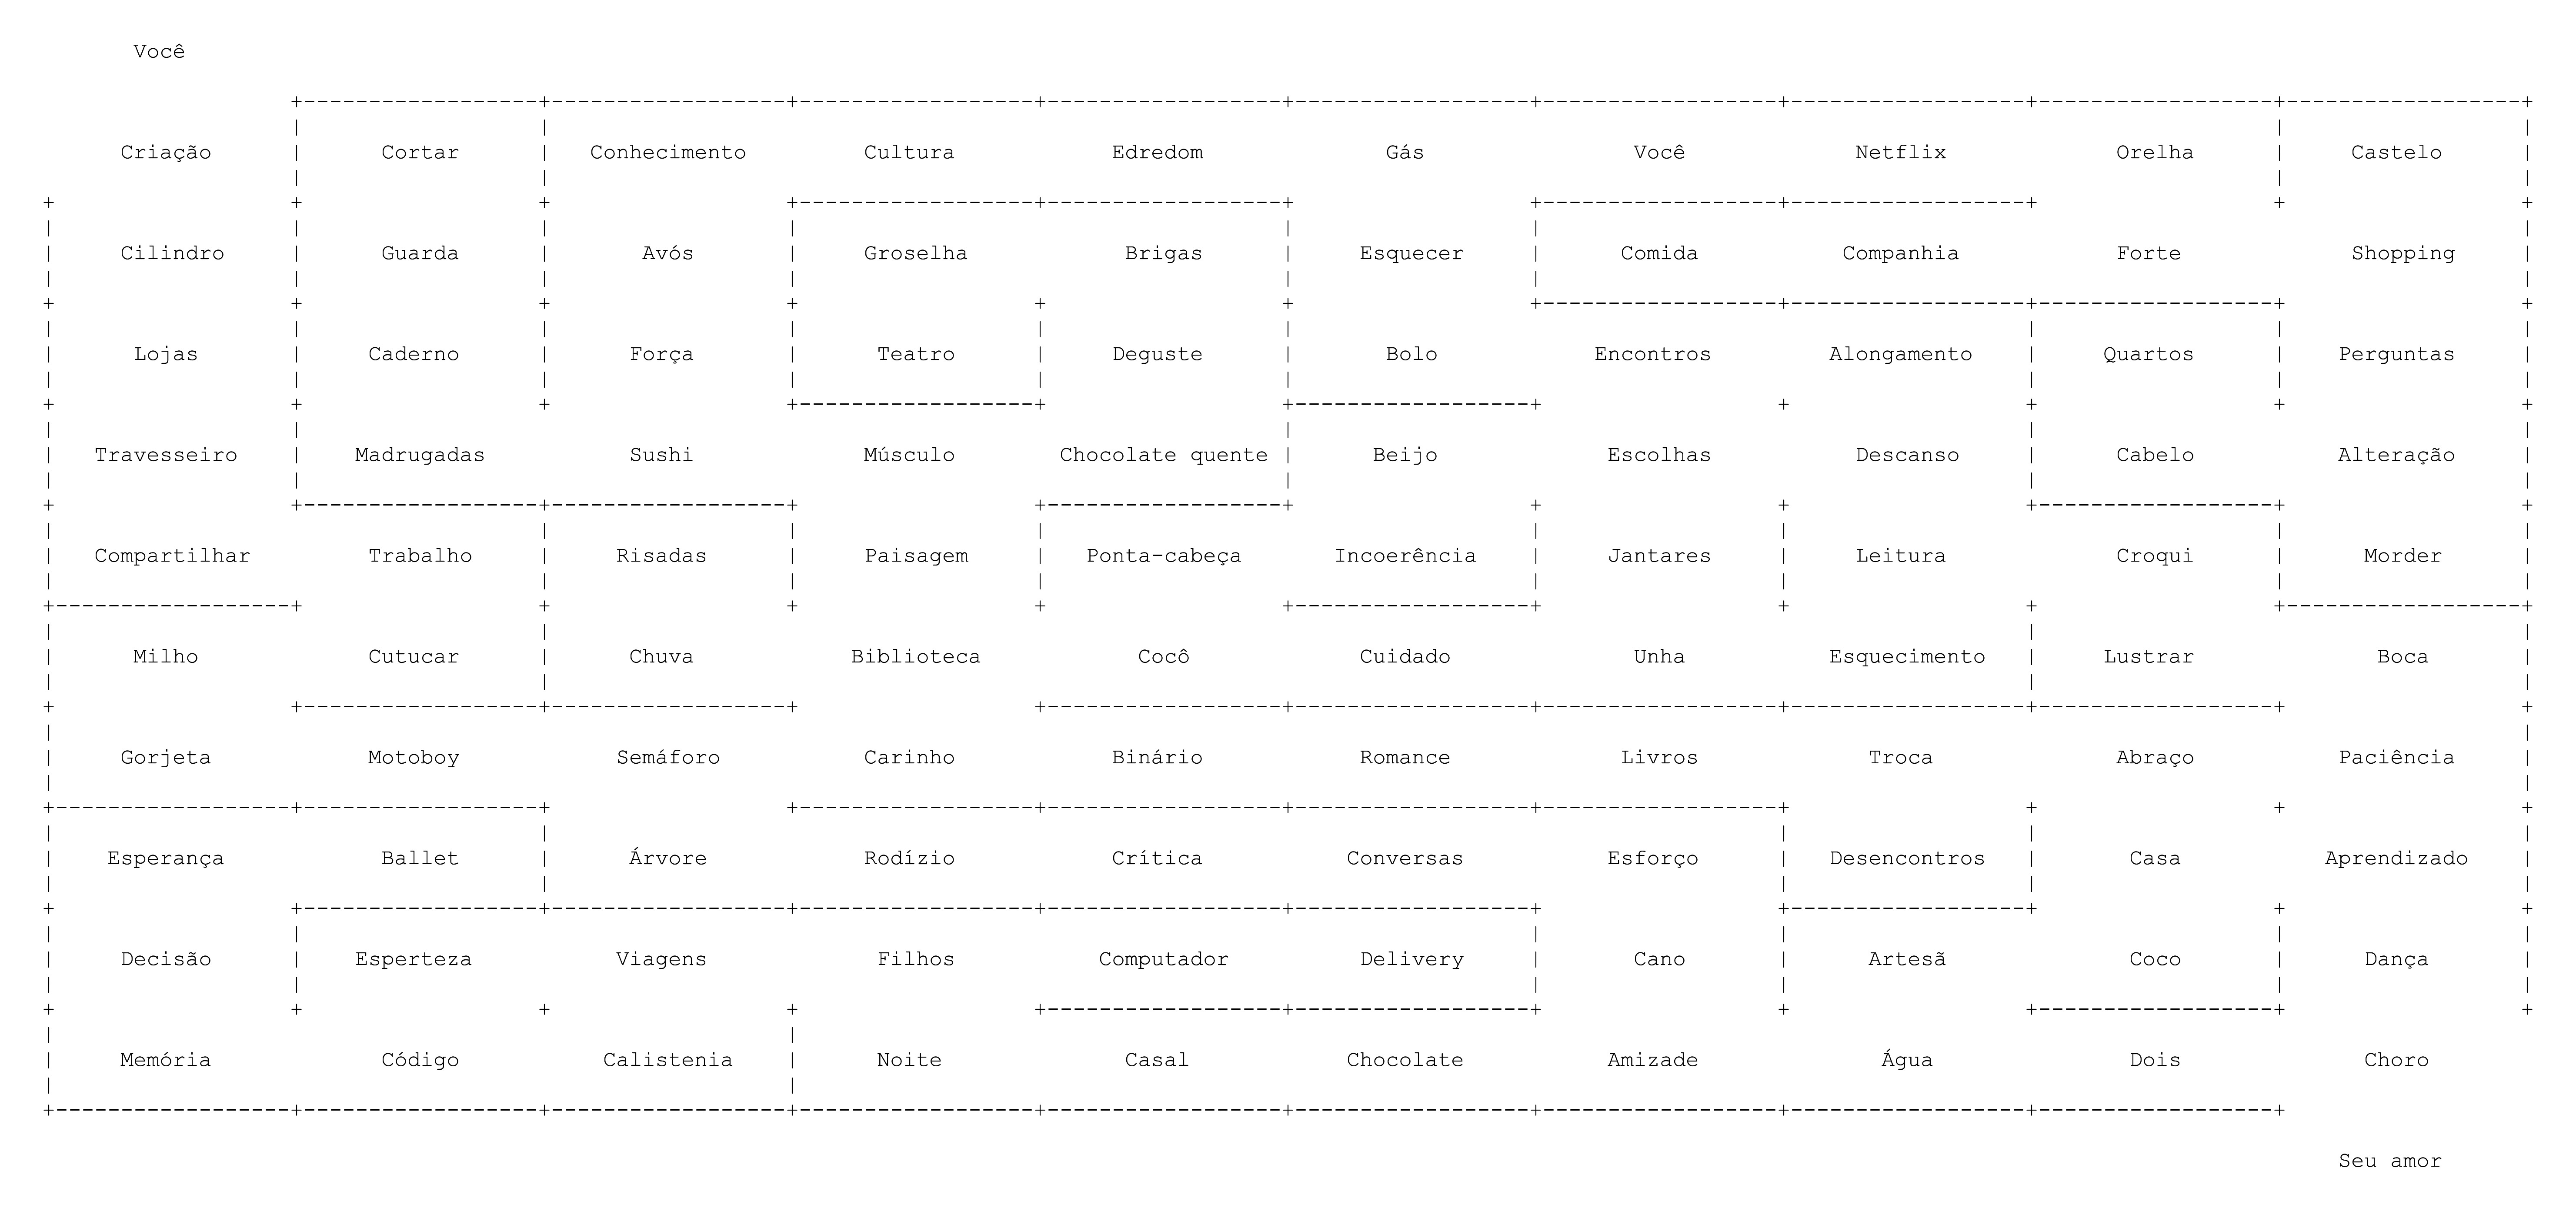 Você
Criação Cortar Conhecimento Cultura Edredom Gás Você Netflix Orelha Castelo
Cilindro Guarda Avós Groselha Brigas Esquecer Comida Companhia Forte Shopping
Lojas Caderno Força Teatro Deguste Bolo Encontros Alongamento Quartos Perguntas
Travesseiro Madrugadas Sushi Músculo Chocolate quente Beijo Escolhas Descanso Cabelo Alteração
Compartilhar Trabalho Risadas Paisagem Ponta-cabeça Incoerência Jantares Leitura Croqui Morder
Milho Cutucar Chuva Biblioteca Cocô Cuidado Unha Esquecimento Lustrar Boca
Gorjeta Motoboy Semáforo Carinho Binário Romance Livros Troca Abraço Paciência
Esperança Ballet Árvore Rodízio Crítica Conversas Esforço Desencontros Casa Aprendizado
Decisão Esperteza Viagens Filhos Computador Delivery Cano Artesã Coco Dança
Memória Código Calistenia Noite Casal Chocolate Amizade Água Dois Choro
Seu amor